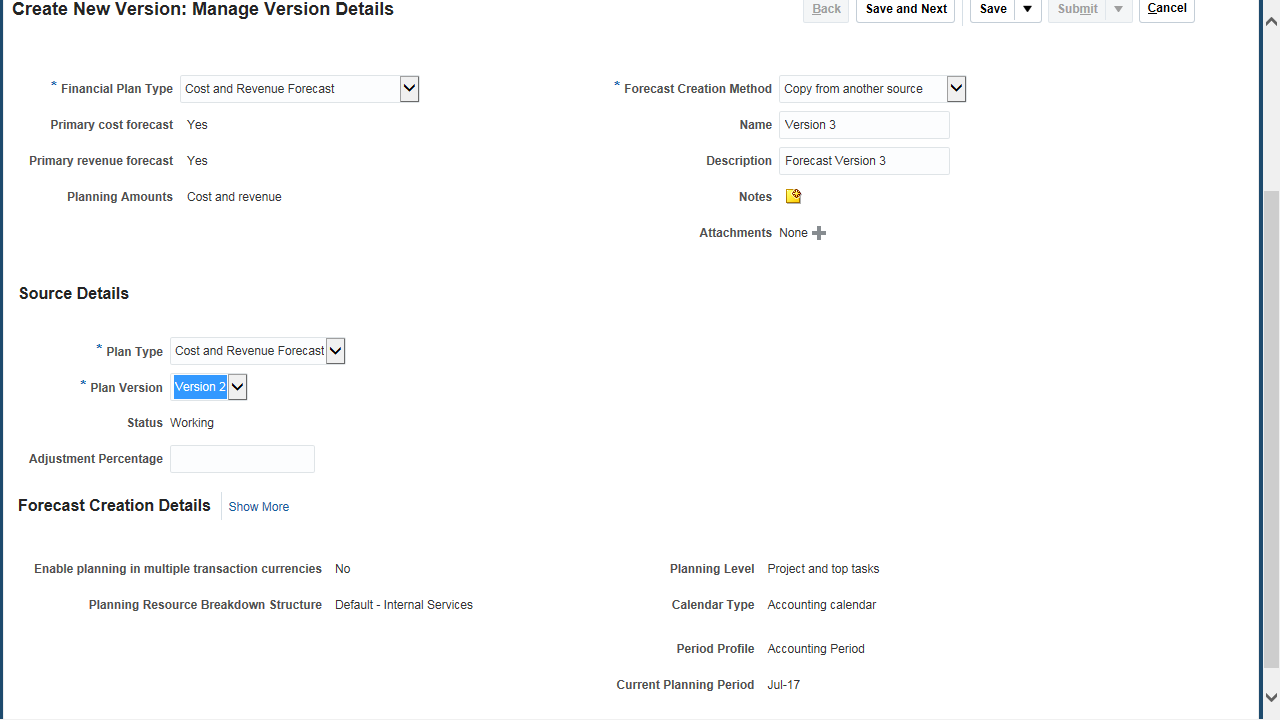 Create New Version: Manage Version Details
Back
Save and Next
Save
Submit
Cancel
* Financial Plan Type Cost and Revenue Forecast
Primary cost forecast Yes
Primary revenue forecast Yes
Planning Amounts Cost and revenue
* Forecast Creation Method Copy from another source
Name Version 3
Description Forecast Version 3
Notes
Attachments None
Source Details
* Plan Type Cost and Revenue Forecast
* Plan Version Version 2
Status Working
Adjustment Percentage
Forecast Creation Details Show More
Enable planning in multiple transaction currencies No
Planning Resource Breakdown Structure Default - Internal Services
Planning Level Project and top tasks
Calendar Type Accounting calendar
Period Profile Accounting Period
Current Planning Period Jul-17